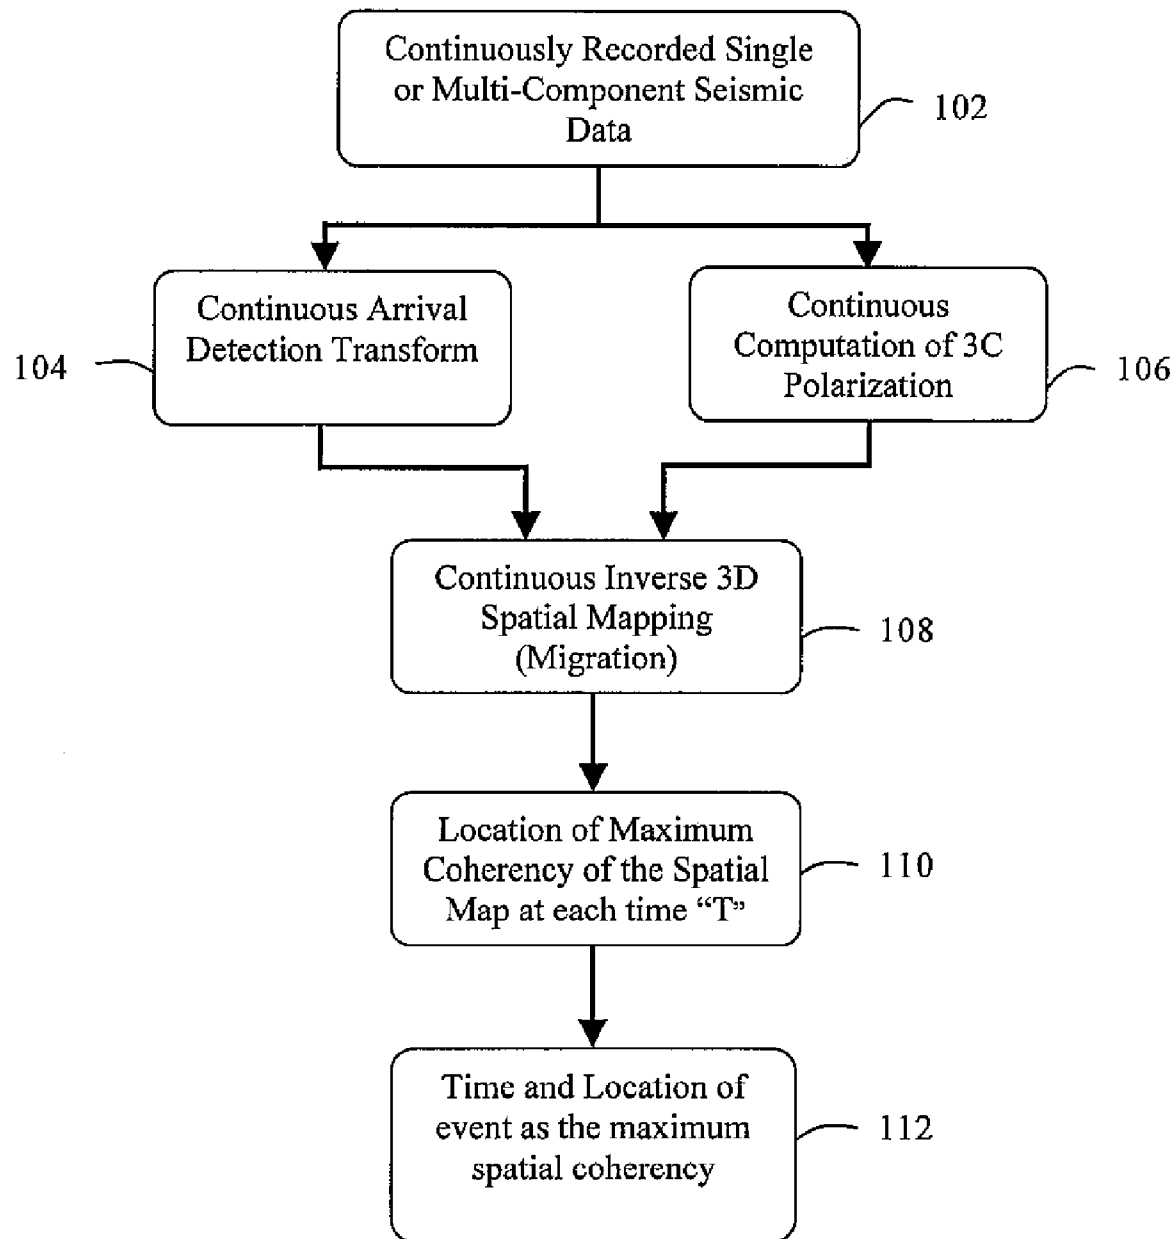 Continuously Recorded Single
or Multi-Component Seismic
Data
102
Continuous Arrival
Detection Transform
104
Continuous
Computation of 3C
Polarization
106
Continuous Inverse 3D
Spatial Mapping
(Migration)
108
Location of Maximum
Coherency of the Spatial
Map at each time “T”
110
Time and Location of
event as the maximum
spatial coherency
112